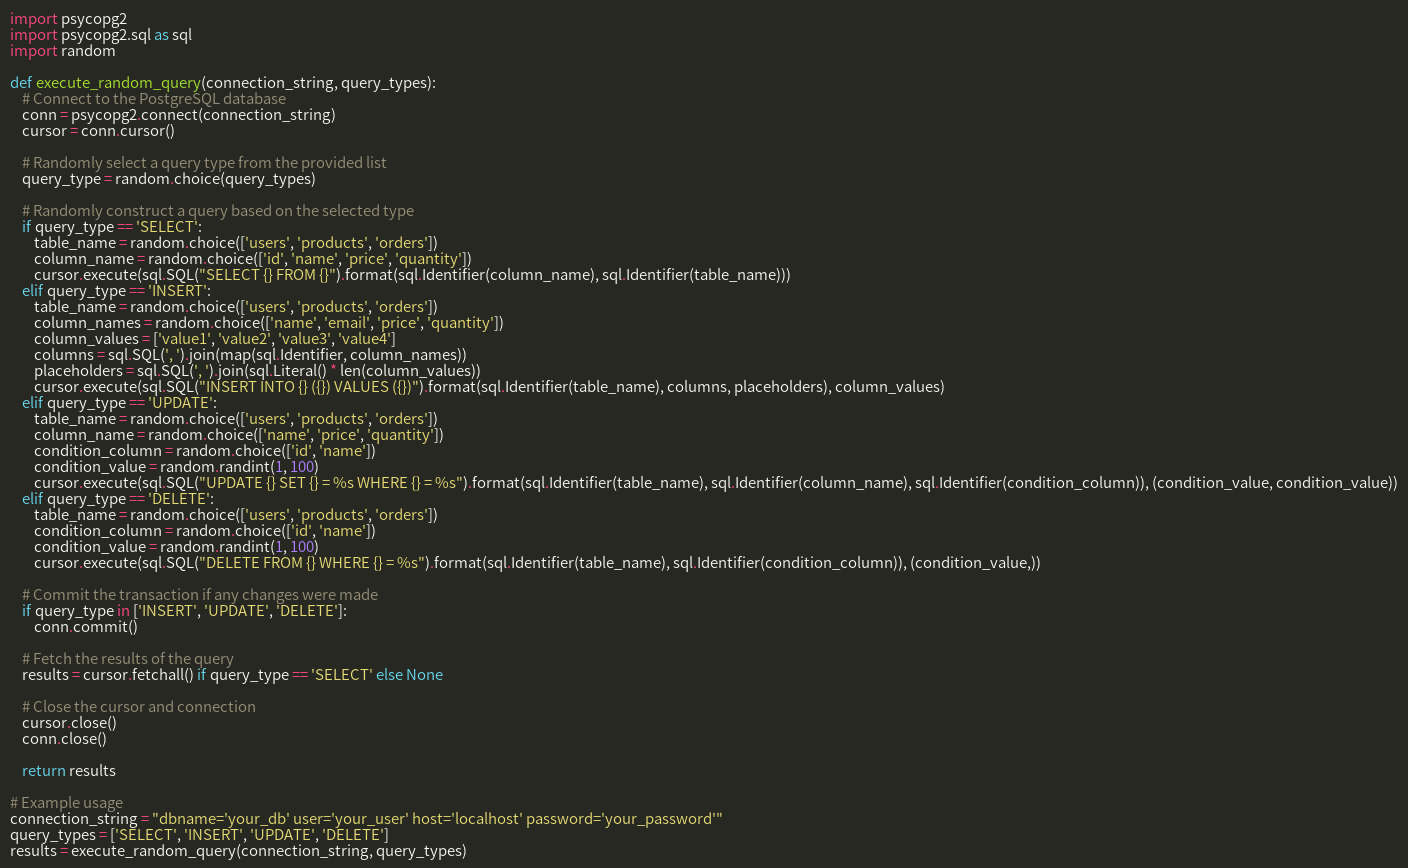 import psycopg2
import psycopg2.sql as sql
import random

def execute_random_query(connection_string, query_types):
    # Connect to the PostgreSQL database
    conn = psycopg2.connect(connection_string)
    cursor = conn.cursor()

    # Randomly select a query type from the provided list
    query_type = random.choice(query_types)

    # Randomly construct a query based on the selected type
    if query_type == 'SELECT':
        table_name = random.choice(['users', 'products', 'orders'])
        column_name = random.choice(['id', 'name', 'price', 'quantity'])
        cursor.execute(sql.SQL("SELECT {} FROM {}").format(sql.Identifier(column_name), sql.Identifier(table_name)))
    elif query_type == 'INSERT':
        table_name = random.choice(['users', 'products', 'orders'])
        column_names = random.choice(['name', 'email', 'price', 'quantity'])
        column_values = ['value1', 'value2', 'value3', 'value4']
        columns = sql.SQL(', ').join(map(sql.Identifier, column_names))
        placeholders = sql.SQL(', ').join(sql.Literal() * len(column_values))
        cursor.execute(sql.SQL("INSERT INTO {} ({}) VALUES ({})").format(sql.Identifier(table_name), columns, placeholders), column_values)
    elif query_type == 'UPDATE':
        table_name = random.choice(['users', 'products', 'orders'])
        column_name = random.choice(['name', 'price', 'quantity'])
        condition_column = random.choice(['id', 'name'])
        condition_value = random.randint(1, 100)
        cursor.execute(sql.SQL("UPDATE {} SET {} = %s WHERE {} = %s").format(sql.Identifier(table_name), sql.Identifier(column_name), sql.Identifier(condition_column)), (condition_value, condition_value))
    elif query_type == 'DELETE':
        table_name = random.choice(['users', 'products', 'orders'])
        condition_column = random.choice(['id', 'name'])
        condition_value = random.randint(1, 100)
        cursor.execute(sql.SQL("DELETE FROM {} WHERE {} = %s").format(sql.Identifier(table_name), sql.Identifier(condition_column)), (condition_value,))

    # Commit the transaction if any changes were made
    if query_type in ['INSERT', 'UPDATE', 'DELETE']:
        conn.commit()

    # Fetch the results of the query
    results = cursor.fetchall() if query_type == 'SELECT' else None

    # Close the cursor and connection
    cursor.close()
    conn.close()

    return results

# Example usage
connection_string = "dbname='your_db' user='your_user' host='localhost' password='your_password'"
query_types = ['SELECT', 'INSERT', 'UPDATE', 'DELETE']
results = execute_random_query(connection_string, query_types)